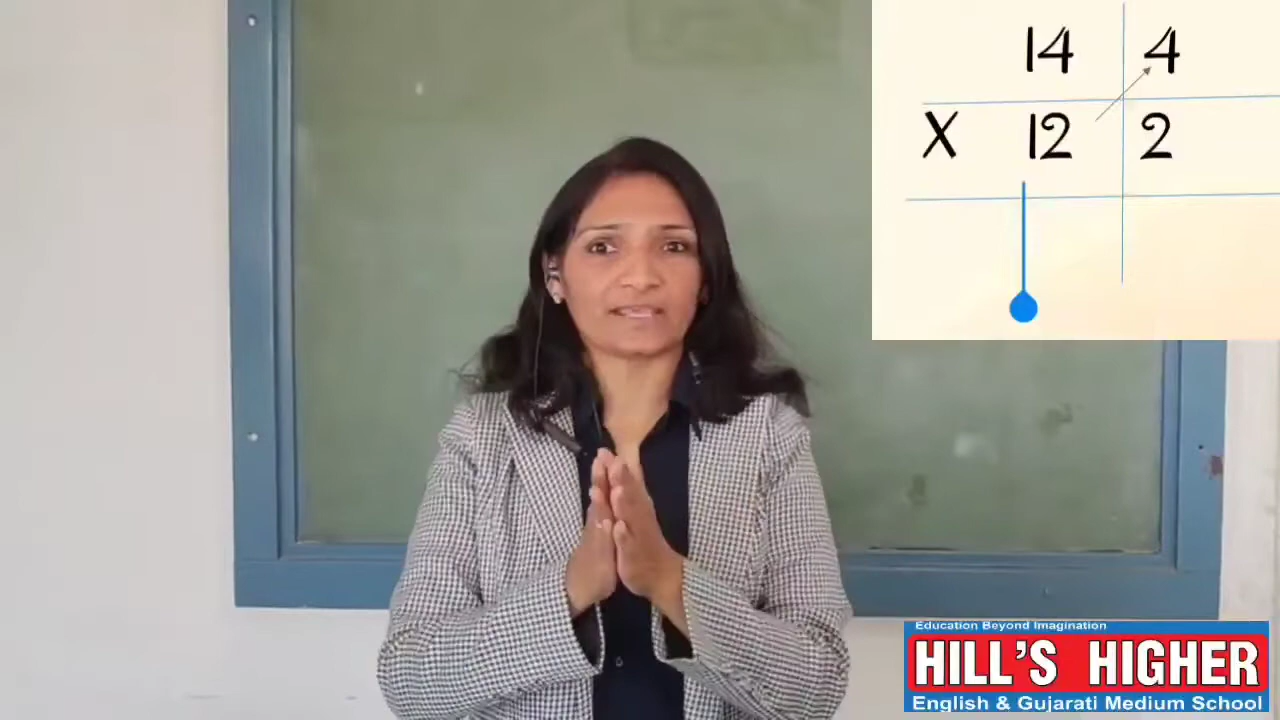 14 4
X 12 2
Education Beyond Imagination
HILL'S HIGHER
English & Gujarati Medium School